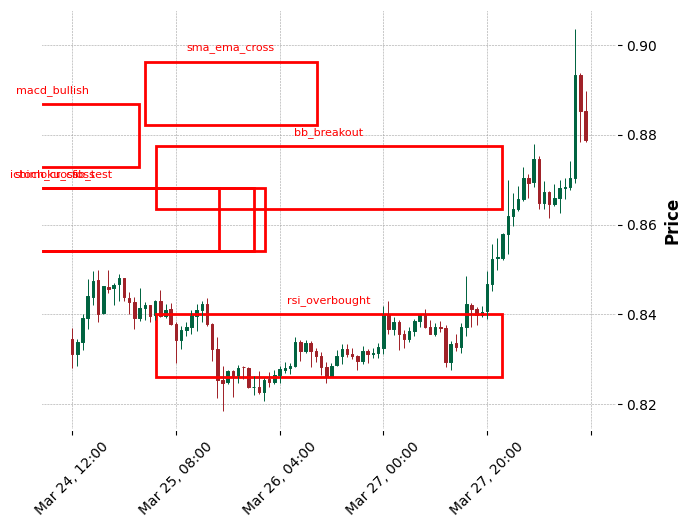 sma_ema_cross
macd_bullish
bb_breakout
rsi_overbought
0.90
0.88
0.86
0.84
0.82
Price
Mar 24, 12:00
Mar 25, 08:00
Mar 26, 04:00
Mar 27, 00:00
Mar 27, 20:00